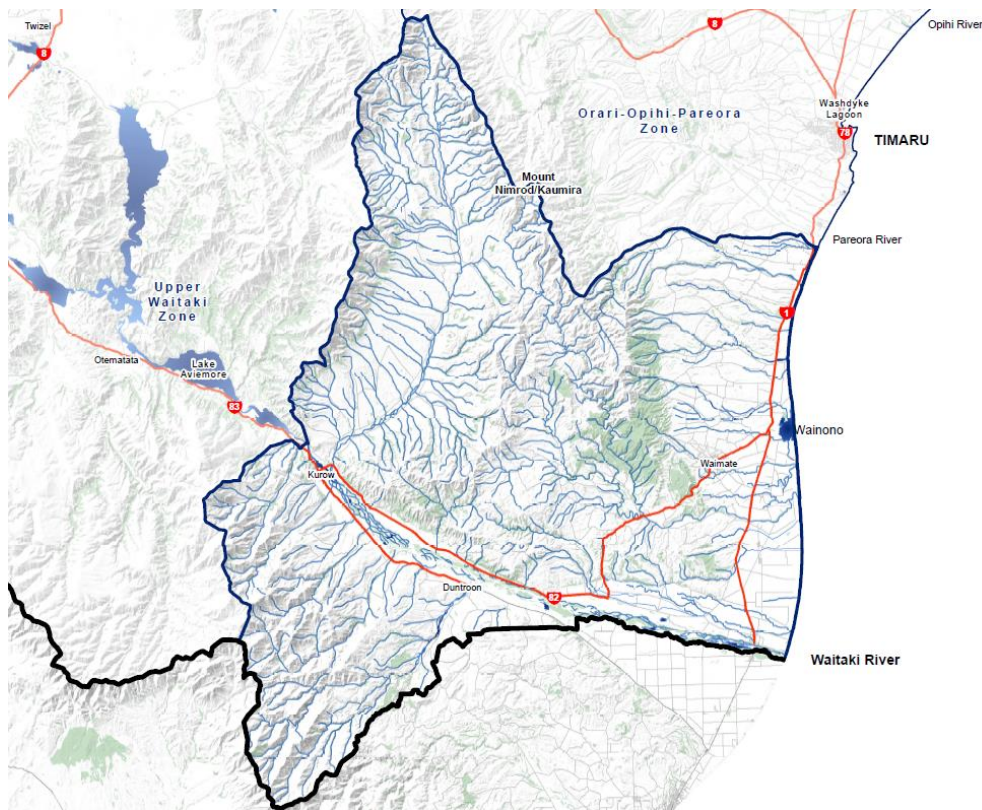 Twizel
8
8
Opihi River
Orari-Opihi-Pareora
Zone
Washdyke
Lagoon
78
TIMARU
Mount
Nimrod/Kaumira
Pareora River
Upper
Waitaki
Zone
1
Otematata
Lake
Aviemore
83
Wainono
Waimate
Kurow
Duntroon
82
Waitaki River